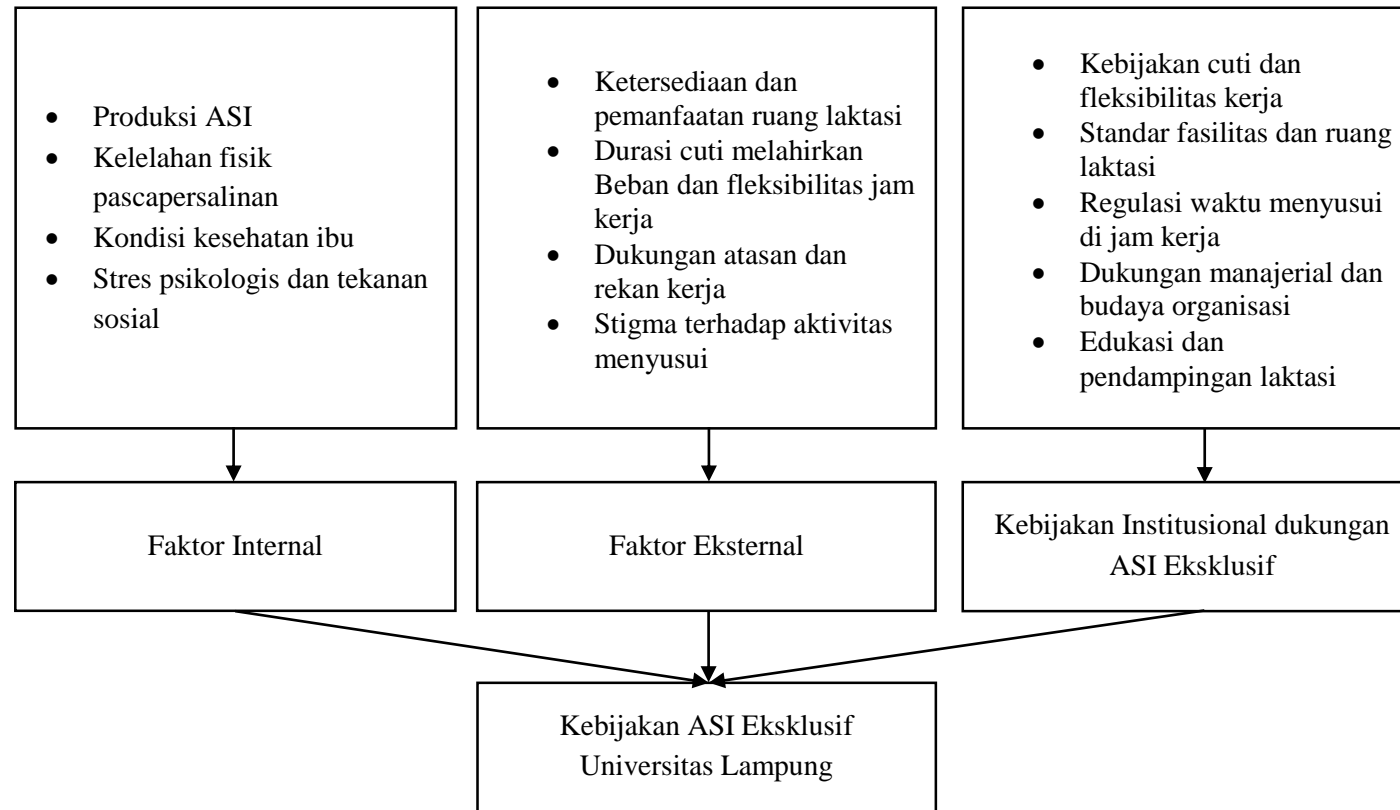 • Produksi ASI
• Kelelahan fisik
pascapersalinan
• Kondisi kesehatan ibu
• Stres psikologis dan tekanan
sosial
• Ketersediaan dan
pemanfaatan ruang laktasi
• Durasi cuti melahirkan
Beban dan fleksibilitas jam
kerja
• Dukungan atasan dan
rekan kerja
• Stigma terhadap aktivitas
menyusui
• Kebijakan cuti dan
fleksibilitas kerja
• Standar fasilitas dan ruang
laktasi
• Regulasi waktu menyusui
di jam kerja
• Dukungan manajerial dan
budaya organisasi
• Edukasi dan
pendampingan laktasi
Faktor Internal
Faktor Eksternal
Kebijakan Institusional dukungan
ASI Eksklusif
Kebijakan ASI Eksklusif
Universitas Lampung